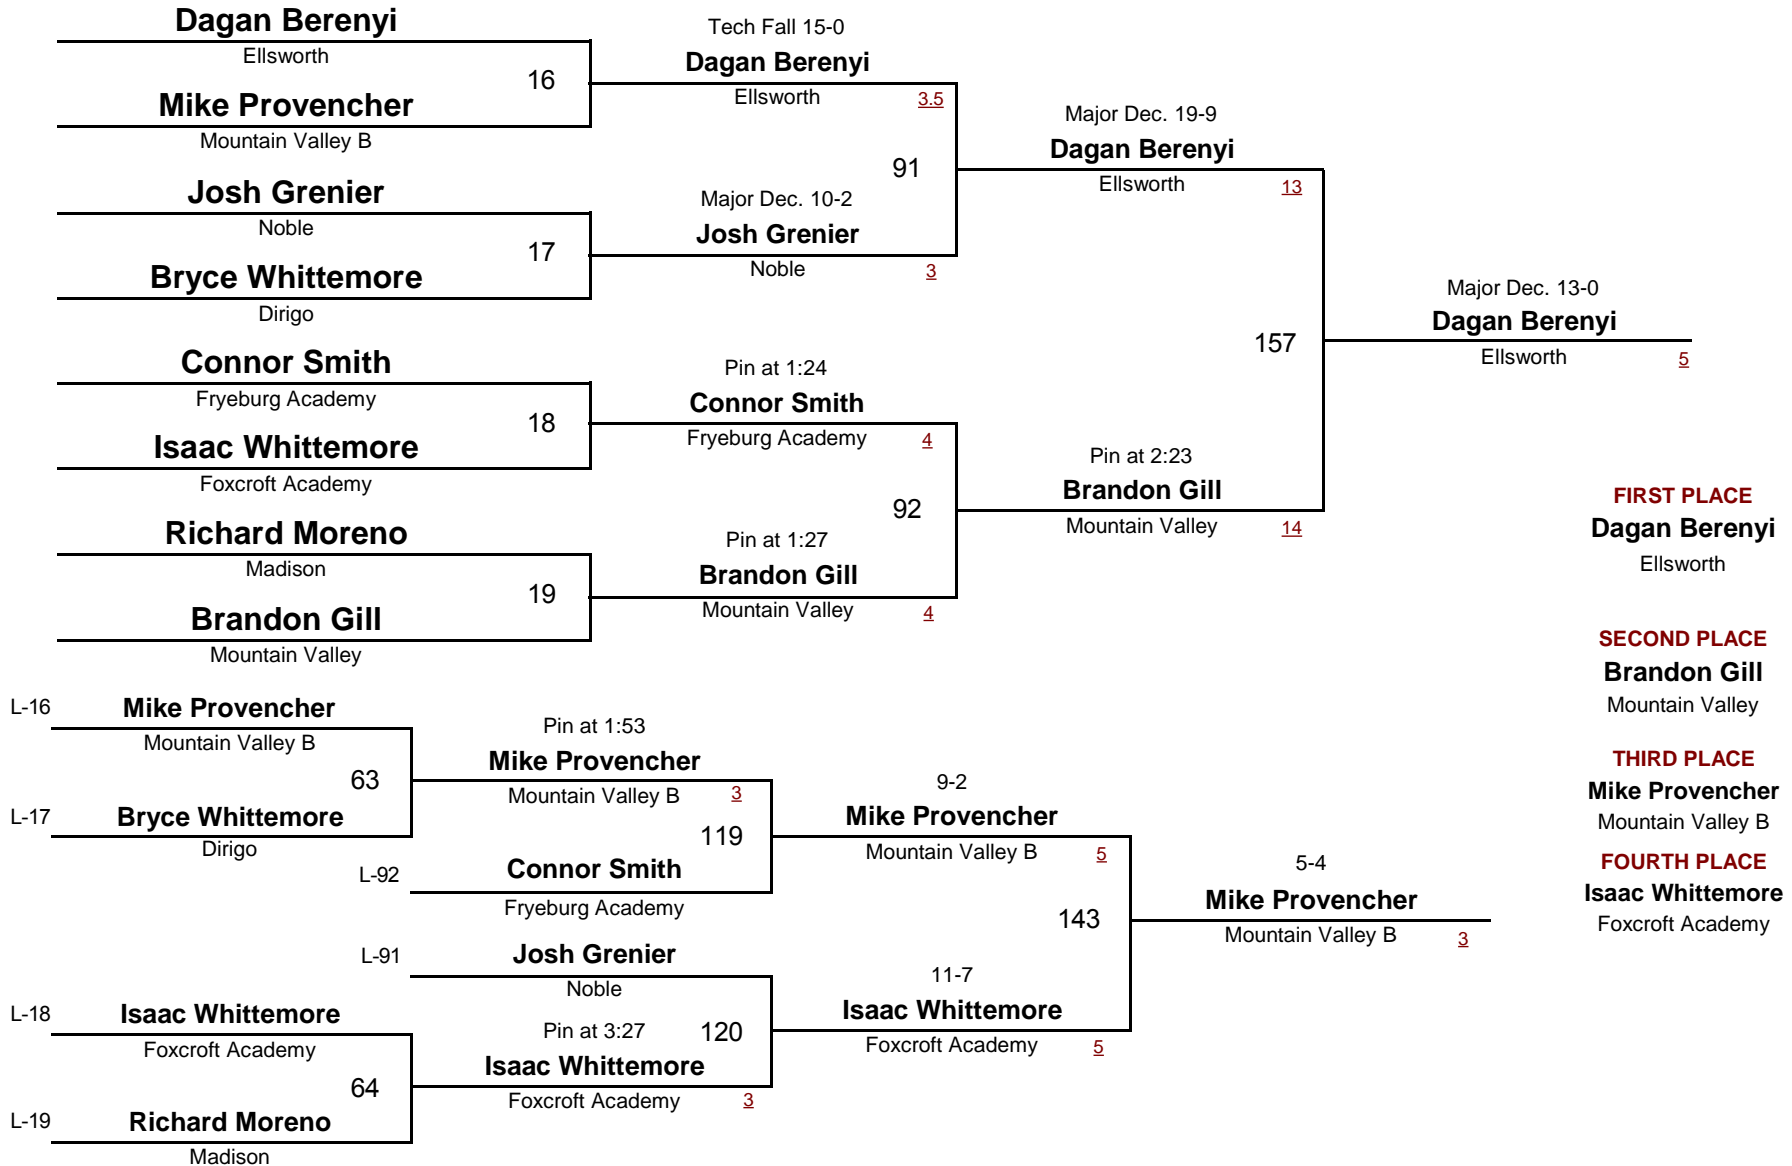 Dagan Berenyi
Ellsworth
16
Mike Provencher
Mountain Valley B
Josh Grenier
Noble
17
Bryce Whittemore
Dirigo
Connor Smith
Fryeburg Academy
18
Isaac Whittemore
Foxcroft Academy
Richard Moreno
Madison
19
Brandon Gill
Mountain Valley
Tech Fall 15-0
Dagan Berenyi
Ellsworth 3.5
91
Major Dec. 10-2
Josh Grenier
Noble 3
Pin at 1:24
Connor Smith
Fryeburg Academy 4
92
Pin at 1:27
Brandon Gill
Mountain Valley 4
Major Dec. 19-9
Dagan Berenyi
Ellsworth 13
157
Pin at 2:23
Brandon Gill
Mountain Valley 14
Major Dec. 13-0
Dagan Berenyi
Ellsworth 5
FIRST PLACE
Dagan Berenyi
Ellsworth
SECOND PLACE
Brandon Gill
Mountain Valley
THIRD PLACE
Mike Provencher
Mountain Valley B
FOURTH PLACE
Isaac Whittemore
Foxcroft Academy
L-16 Mike Provencher
Mountain Valley B
63
L-17 Bryce Whittemore
Dirigo
Pin at 1:53
Mike Provencher
Mountain Valley B 3
119
L-92 Connor Smith
Fryeburg Academy
L-91 Josh Grenier
Noble
120
L-18 Isaac Whittemore
Foxcroft Academy
64
L-19 Richard Moreno
Madison
Pin at 3:27
Isaac Whittemore
Foxcroft Academy 3
9-2
Mike Provencher
Mountain Valley B 5
143
11-7
Isaac Whittemore
Foxcroft Academy 5
5-4
Mike Provencher
Mountain Valley B 3